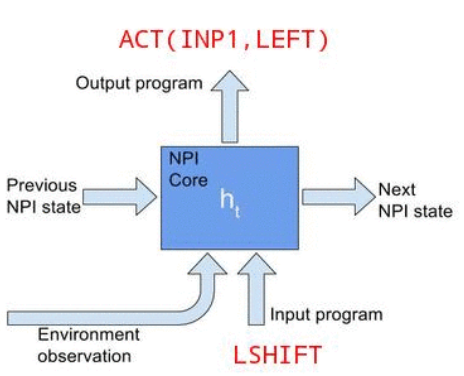 ACT(INP1,LEFT)
Output program
NPI
Core
h_t
Previous
NPI state
Next
NPI state
Input program
Environment
observation
LSHIFT